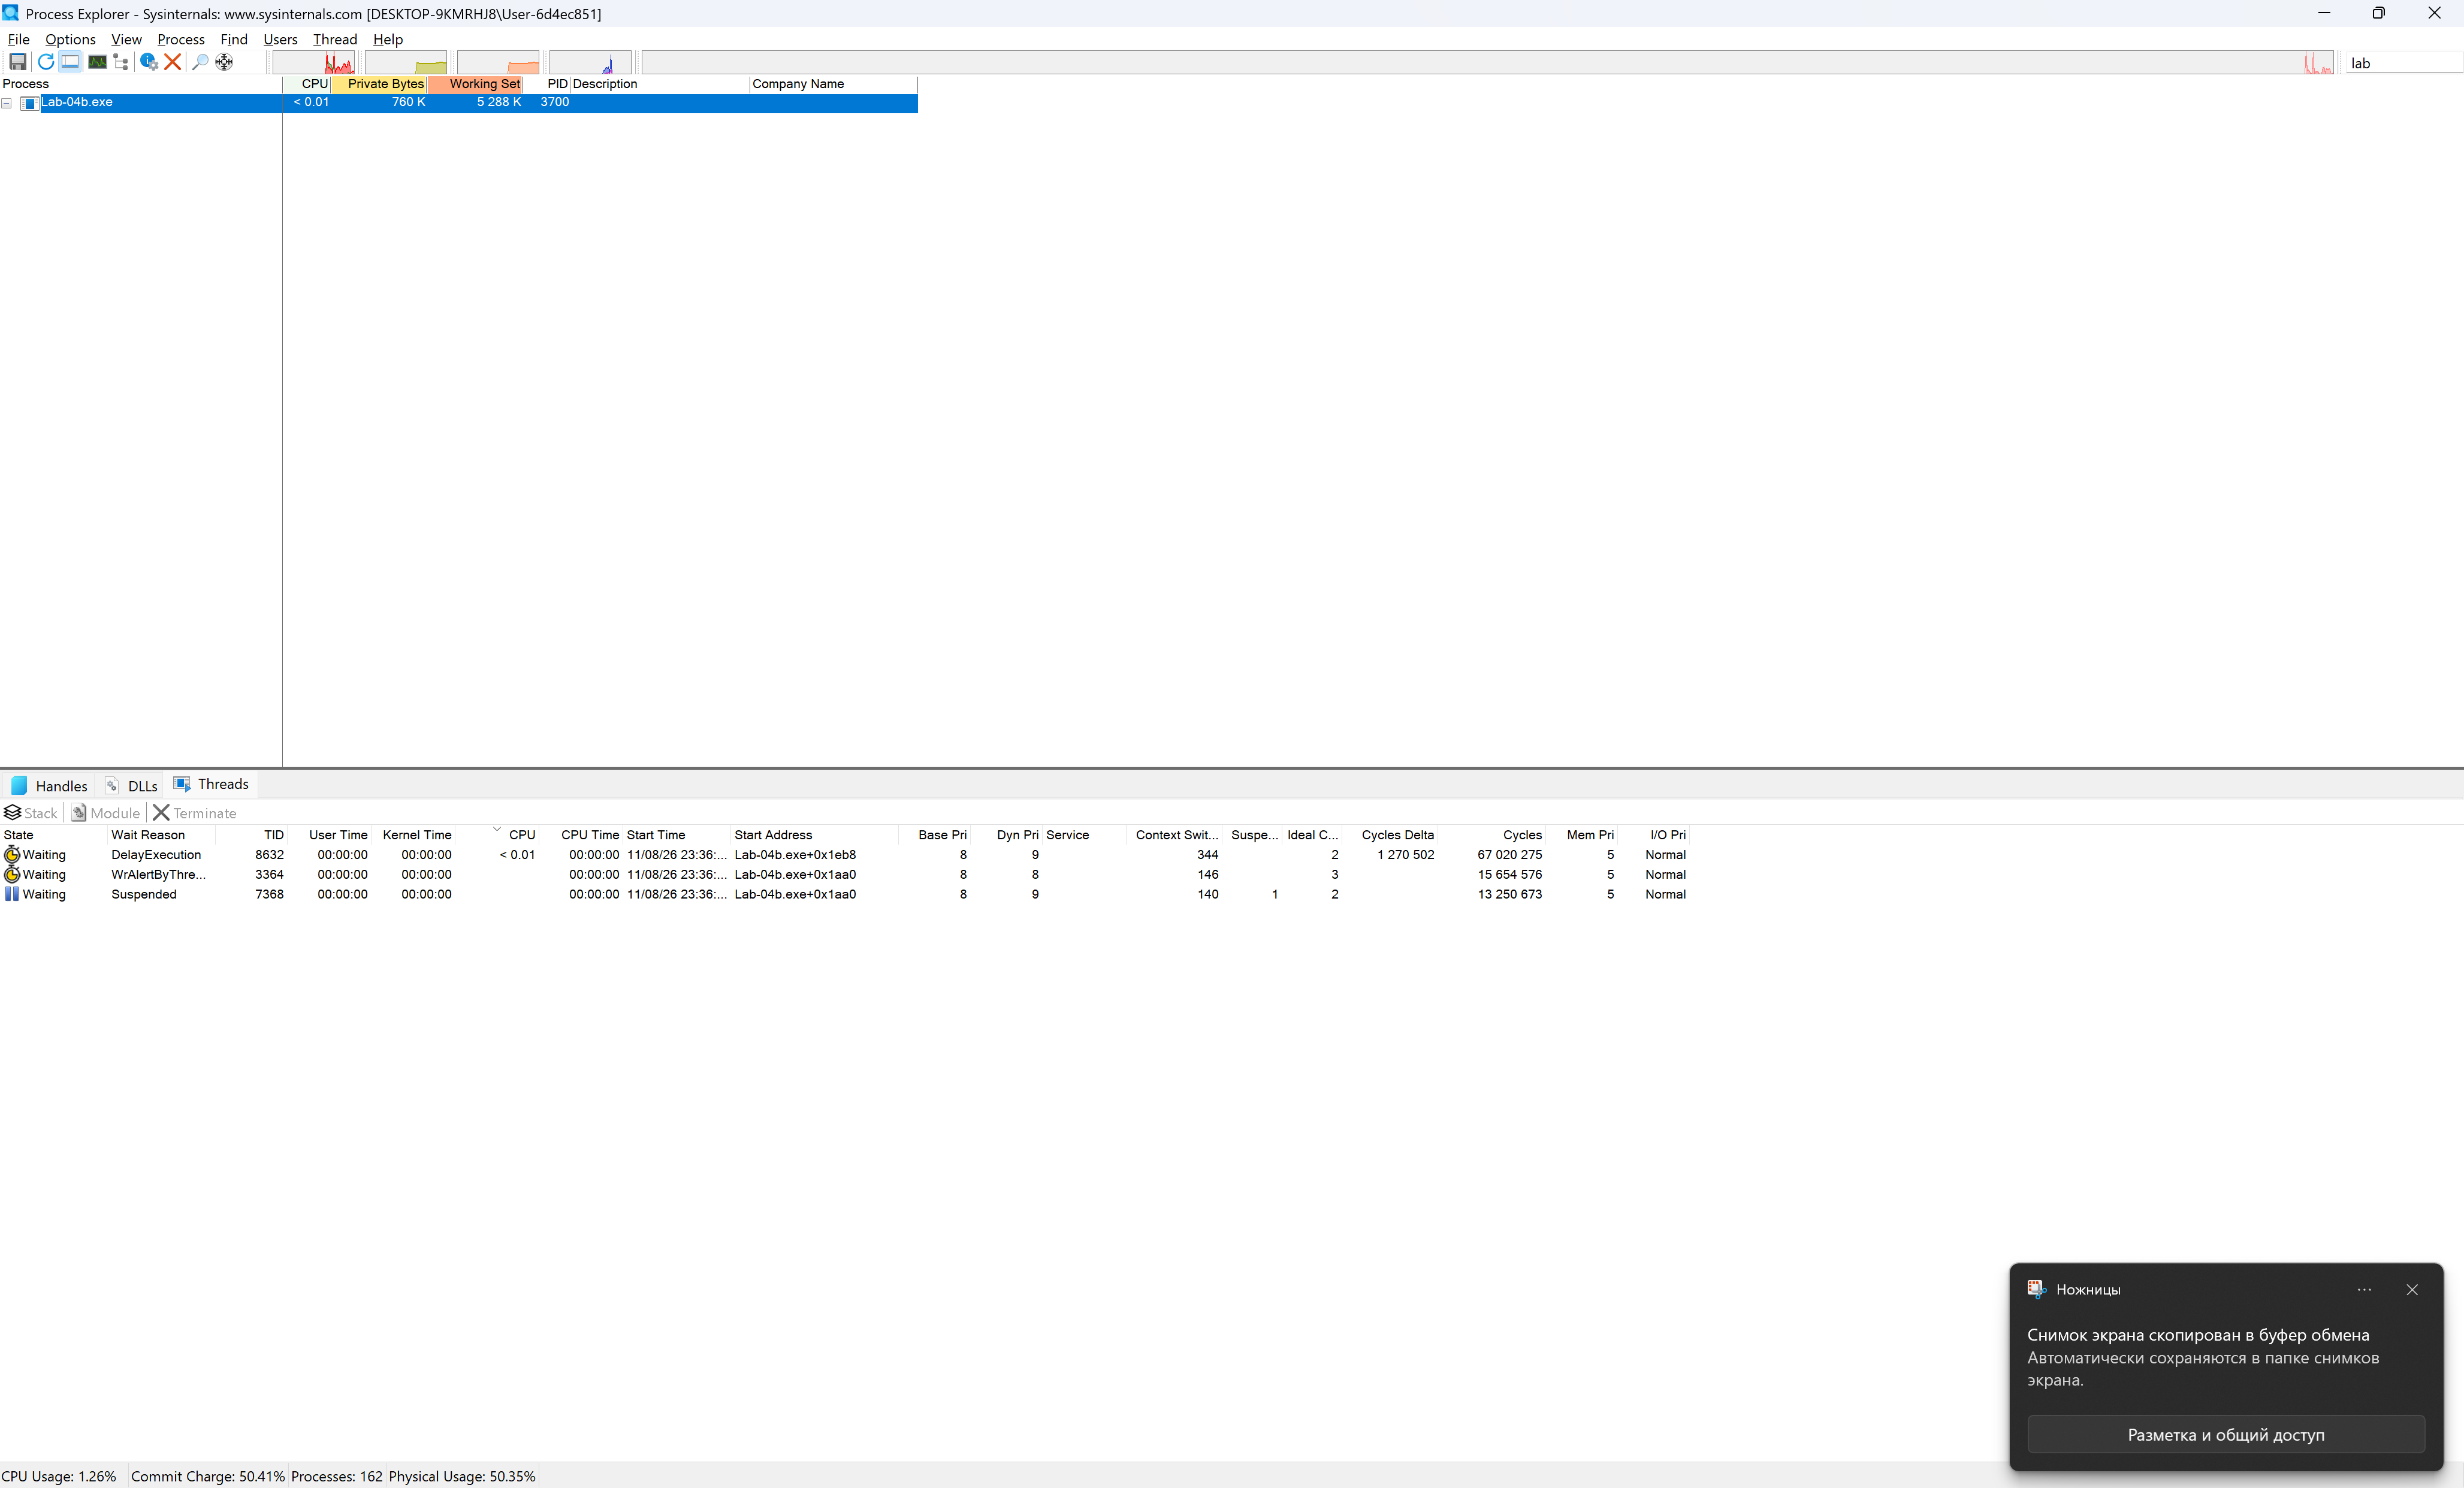 Process Explorer - Sysinternals: www.sysinternals.com [DESKTOP-9KMRHJ8\User-6d4ec851]
File Options View Process Find Users Thread Help
lab
Process CPU Private Bytes Working Set PID Description Company Name
Lab-04b.exe < 0.01 760 K 5 288 K 3700
Handles DLLs Threads
Stack Module Terminate
State Wait Reason TID User Time Kernel Time CPU CPU Time Start Time Start Address Base Pri Dyn Pri Service Context Swit... Suspe... Ideal C... Cycles Delta Cycles Mem Pri I/O Pri
Waiting DelayExecution 8632 00:00:00 00:00:00 < 0.01 00:00:00 11/08/26 23:36:... Lab-04b.exe+0x1eb8 8 9 344 2 1 270 502 67 020 275 5 Normal
Waiting WrAlertByThre... 3364 00:00:00 00:00:00 00:00:00 11/08/26 23:36:... Lab-04b.exe+0x1aa0 8 8 146 3 15 654 576 5 Normal
Waiting Suspended 7368 00:00:00 00:00:00 00:00:00 11/08/26 23:36:... Lab-04b.exe+0x1aa0 8 9 140 1 2 13 250 673 5 Normal
Ножницы
Снимок экрана скопирован в буфер обмена
Автоматически сохраняются в папке снимков
экрана.
Разметка и общий доступ
CPU Usage: 1.26% Commit Charge: 50.41% Processes: 162 Physical Usage: 50.35%